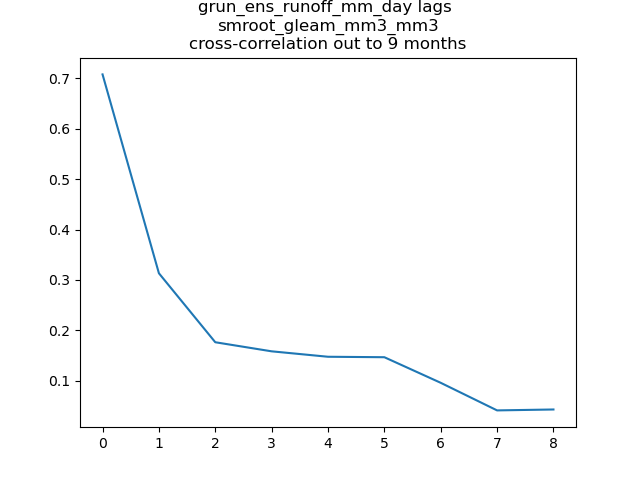 grun_ens_runoff_mm_day lags
smroot_gleam_mm3_mm3
cross-correlation out to 9 months
0.7
0.6
0.5
0.4
0.3
0.2
0.1
0 1 2 3 4 5 6 7 8